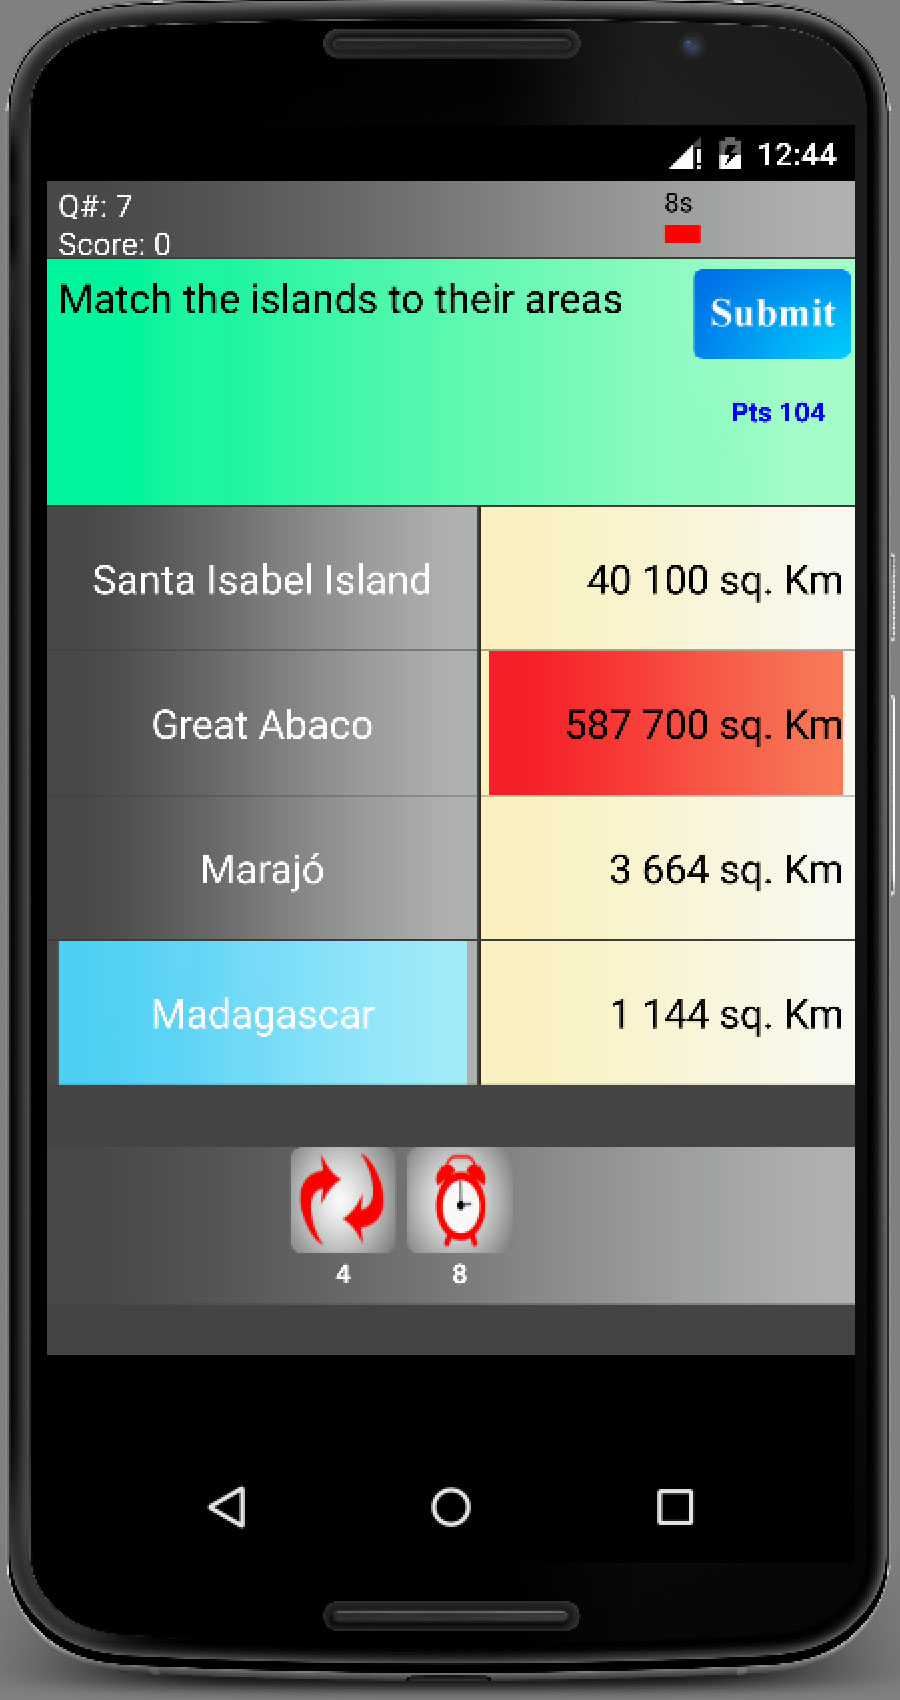 12:44
Q#: 7
8s
Score: 0
Match the islands to their areas
Submit
Pts 104
Santa Isabel Island
40 100 sq. Km
Great Abaco
587 700 sq. Km
Marajó
3 664 sq. Km
Madagascar
1 144 sq. Km
4
8